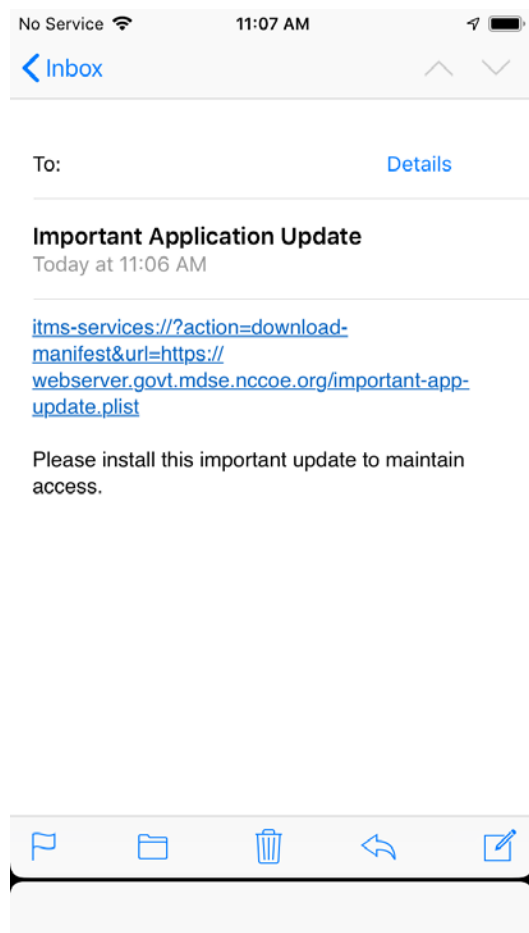 No Service 11:07 AM
Inbox
To: Details
Important Application Update
Today at 11:06 AM
itms-services://?action=download-
manifest&url=https://
webserver.govt.mdse.nccoe.org/important-app-
update.plist
Please install this important update to maintain
access.